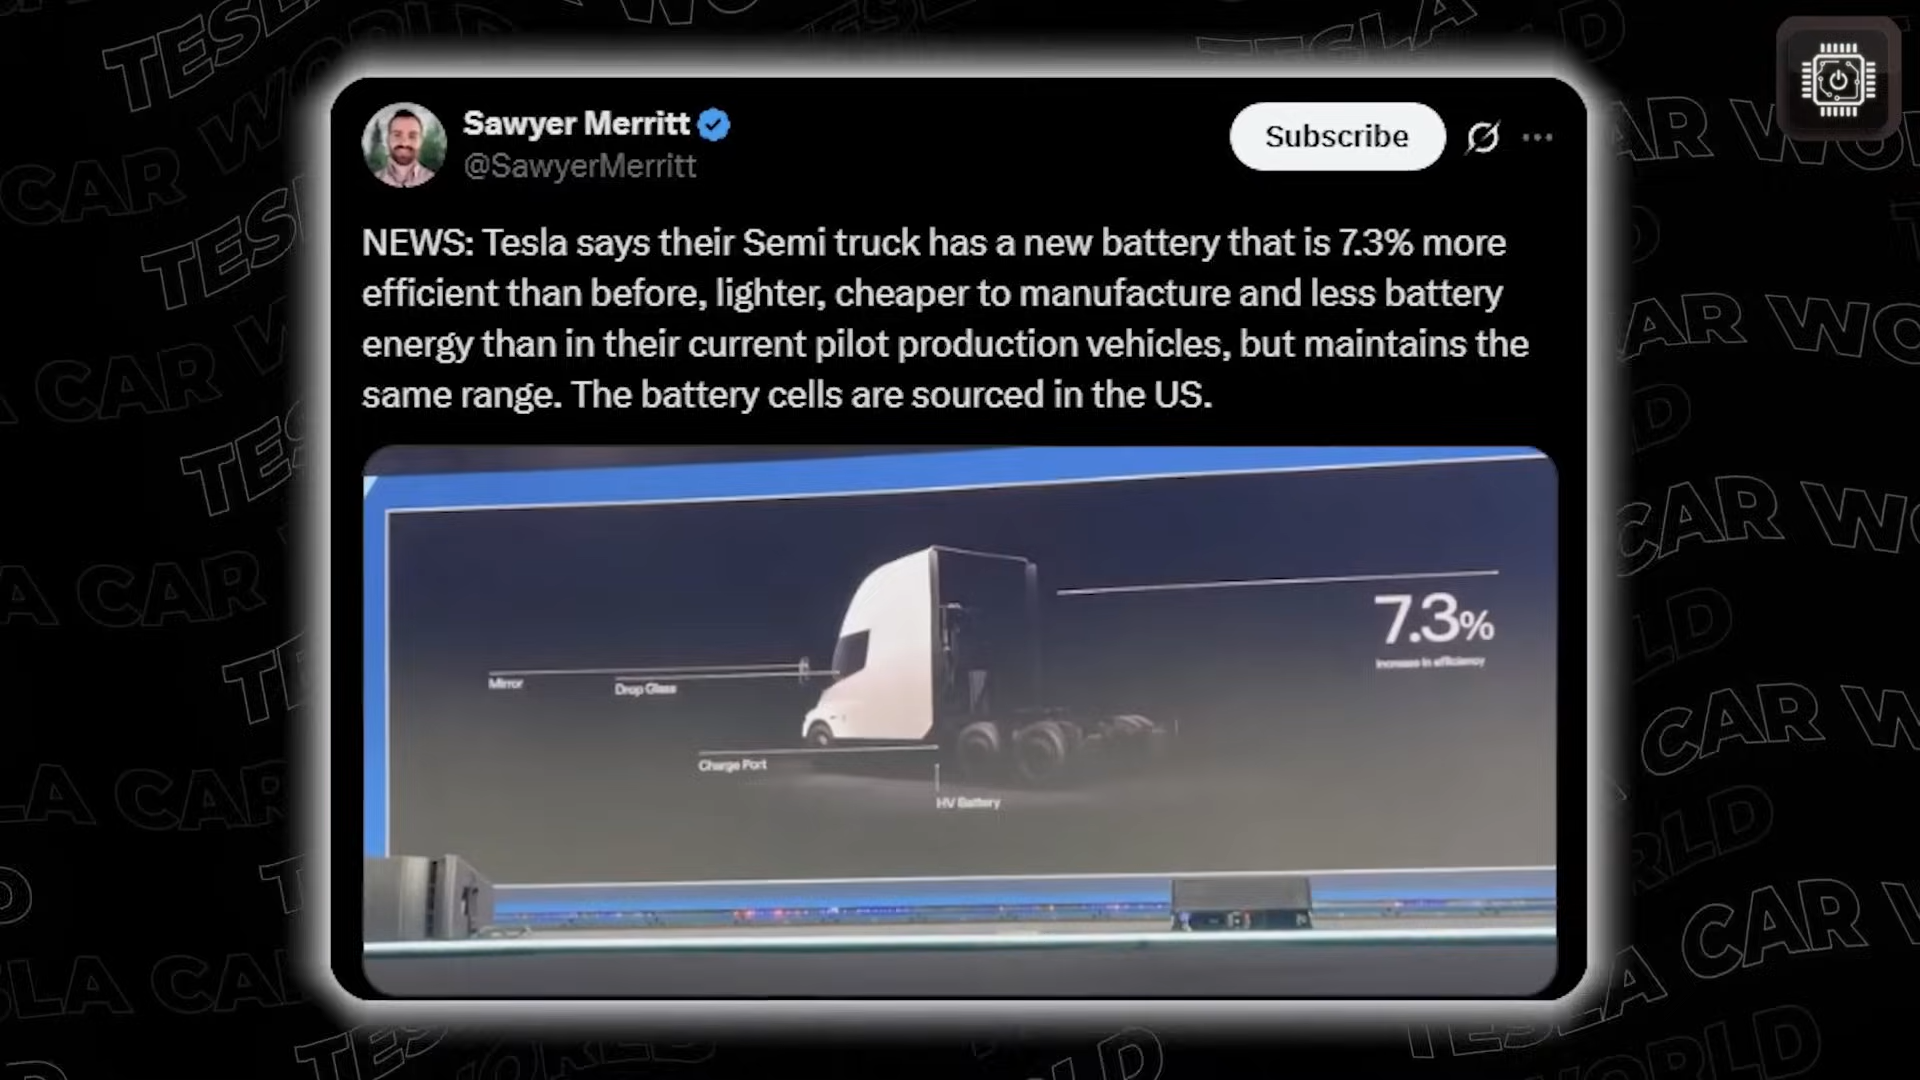 Sawyer Merritt
@SawyerMerritt
Subscribe
NEWS: Tesla says their Semi truck has a new battery that is 7.3% more
efficient than before, lighter, cheaper to manufacture and less battery
energy than in their current pilot production vehicles, but maintains the
same range. The battery cells are sourced in the US.
7.3%
Increase in efficiency
Mirror
Drop Glass
Charge Port
HV Battery
TESLA CAR WORLD